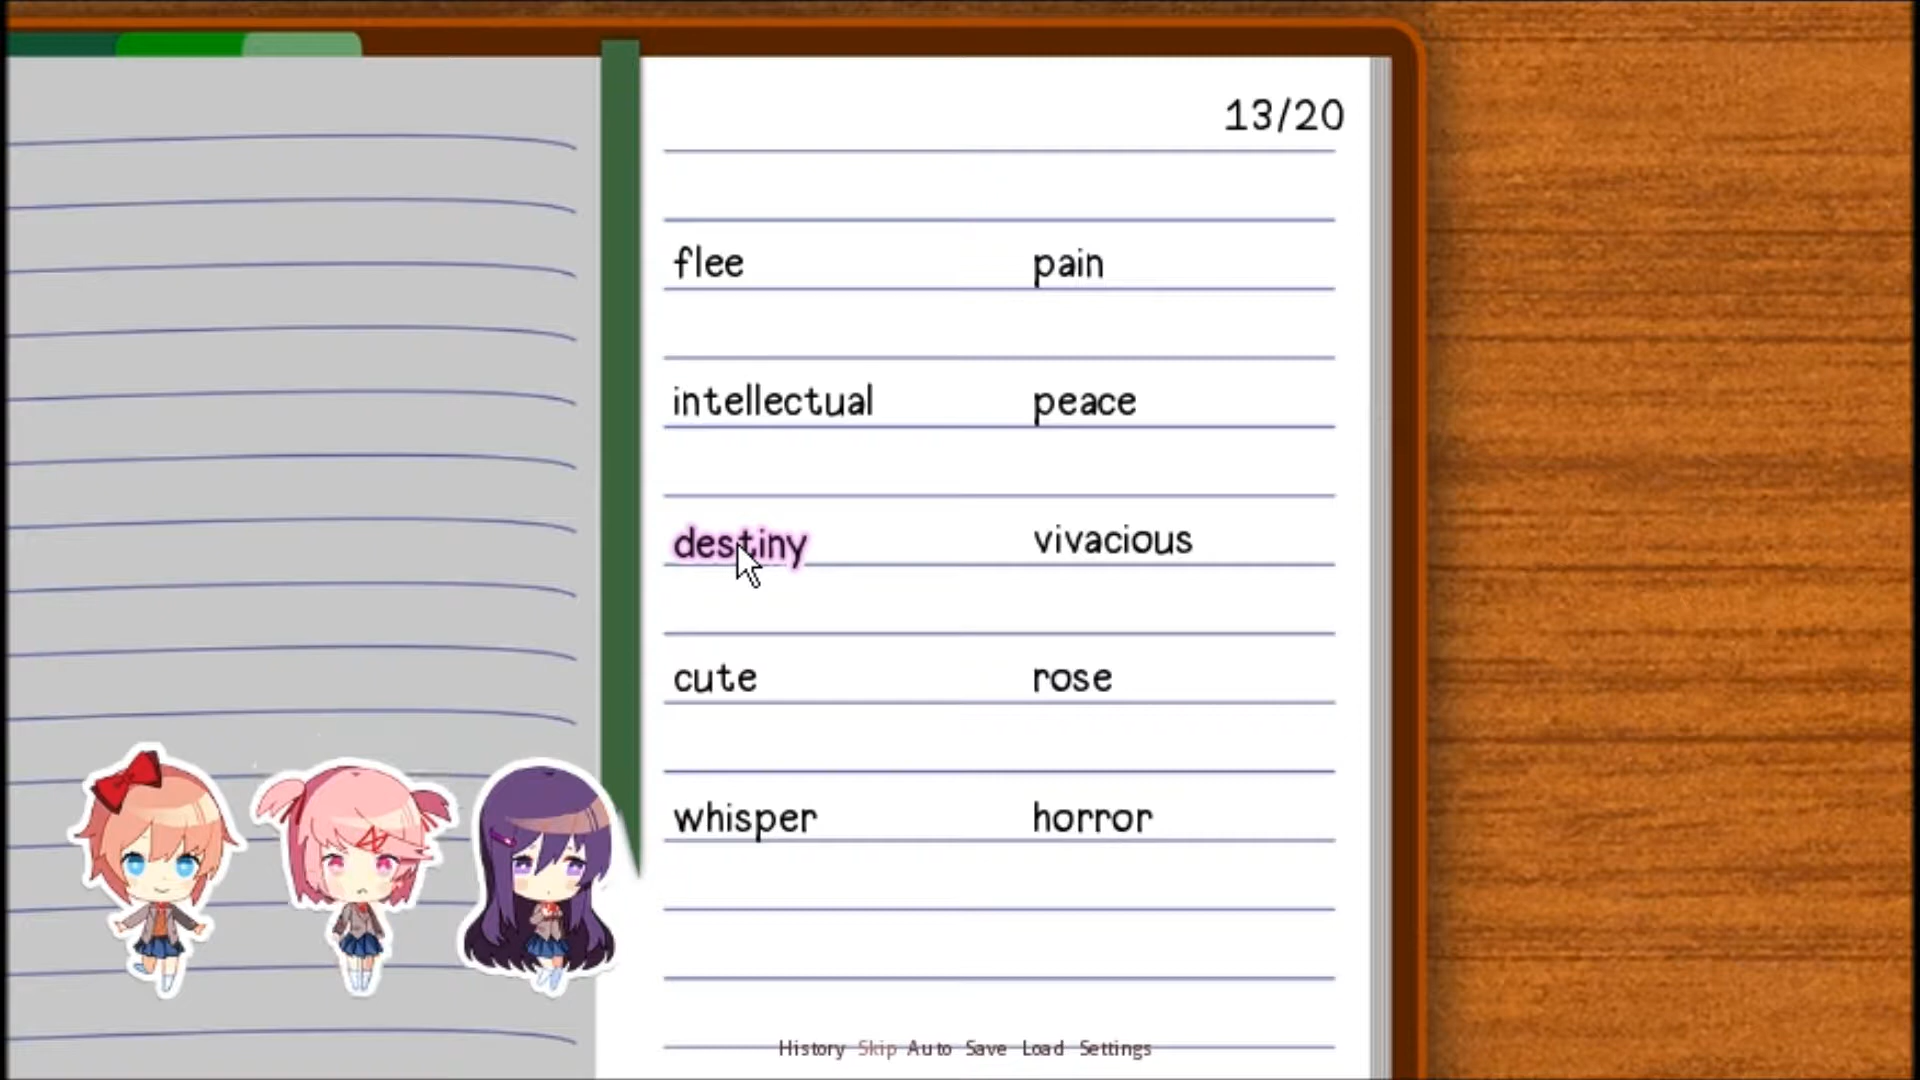 13/20
flee pain
intellectual peace
destiny vivacious
cute rose
whisper horror
History Skip Auto Save Load Settings